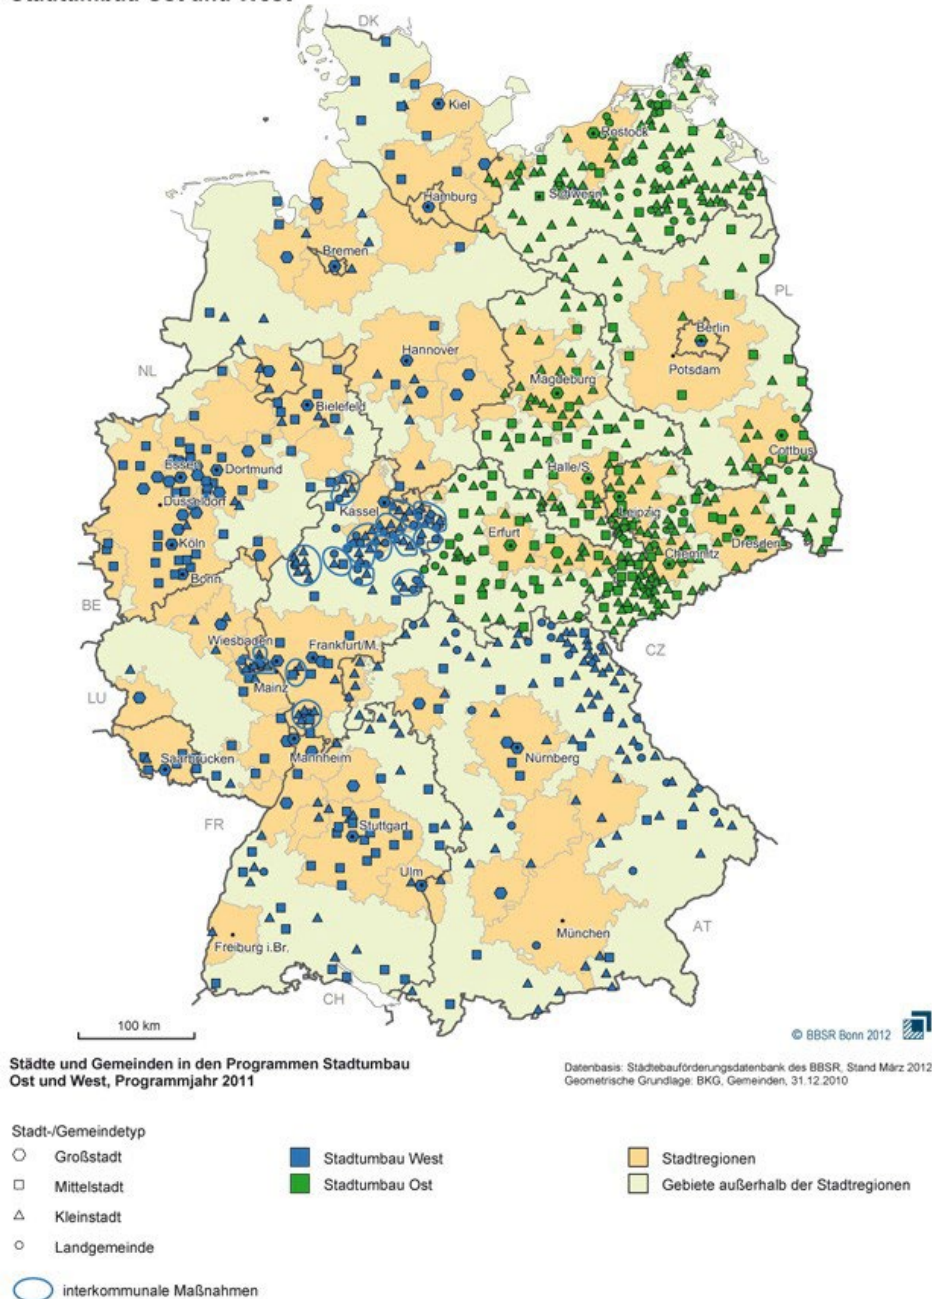 Stadtumbau Ost und West
DK
Kiel
Rostock
Schwerin
Hamburg
Bremen
PL
Berlin
Potsdam
Hannover
NL
Magdeburg
Bielefeld
Cottbus
Essen
Dortmund
Halle/S.
Düsseldorf
Kassel
Leipzig
Erfurt
Dresden
Köln
Chemnitz
Bonn
BE
Wiesbaden
Frankfurt/M.
CZ
Mainz
LU
Saarbrücken
Mannheim
Nürnberg
FR
Stuttgart
Ulm
AT
München
Freiburg i.Br.
CH
100 km
© BBSR Bonn 2012
Städte und Gemeinden in den Programmen Stadtumbau
Ost und West, Programmjahr 2011
Datenbasis: Städtebauförderungsdatenbank des BBSR, Stand März 2012
Geometrische Grundlage: BKG, Gemeinden, 31.12.2010
Stadt-/Gemeindetyp
Großstadt
Mittelstadt
Kleinstadt
Landgemeinde
interkommunale Maßnahmen
Stadtumbau West
Stadtumbau Ost
Stadtregionen
Gebiete außerhalb der Stadtregionen